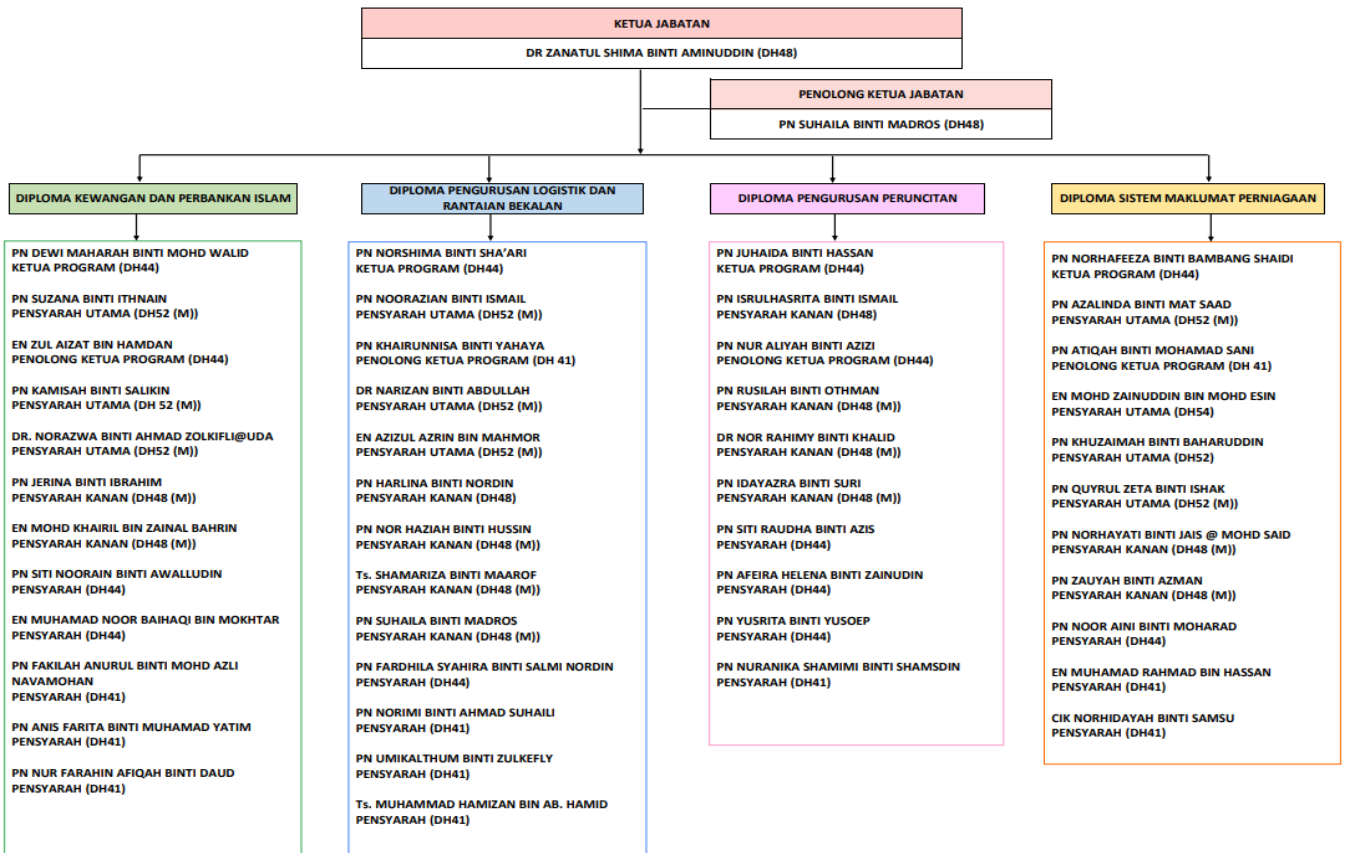 KETUA JABATAN
DR ZANATUL SHIMA BINTI AMINUDDIN (DH48)
PENOLONG KETUA JABATAN
PN SUHAILA BINTI MADROS (DH48)
DIPLOMA KEWANGAN DAN PERBANKAN ISLAM
PN DEWI MAHARAH BINTI MOHD WALID
KETUA PROGRAM (DH44)
PN SUZANA BINTI ITHNAIN
PENSYARAH UTAMA (DH52 (M))
EN ZUL AIZAT BIN HAMDAN
PENOLONG KETUA PROGRAM (DH44)
PN KAMISAH BINTI SALIKIN
PENSYARAH UTAMA (DH 52 (M))
DR. NORAZWA BINTI AHMAD ZOLKIFLI@UDA
PENSYARAH UTAMA (DH52 (M))
PN JERINA BINTI IBRAHIM
PENSYARAH KANAN (DH48 (M))
EN MOHD KHAIRIL BIN ZAINAL BAHRIN
PENSYARAH KANAN (DH48 (M))
PN SITI NOORAIN BINTI AWALLUDIN
PENSYARAH (DH44)
EN MUHAMAD NOOR BAIHAQI BIN MOKHTAR
PENSYARAH (DH44)
PN FAKILAH ANURUL BINTI MOHD AZLI
NAVAMOHAN
PENSYARAH (DH41)
PN ANIS FARITA BINTI MUHAMAD YATIM
PENSYARAH (DH41)
PN NUR FARAHIN AFIQAH BINTI DAUD
PENSYARAH (DH41)
DIPLOMA PENGURUSAN LOGISTIK DAN
RANTAIAN BEKALAN
PN NORSHIMA BINTI SHA’ARI
KETUA PROGRAM (DH44)
PN NOORAZIAN BINTI ISMAIL
PENSYARAH UTAMA (DH52 (M))
PN KHAIRUNNISA BINTI YAHAYA
PENOLONG KETUA PROGRAM (DH 41)
DR NARIZAN BINTI ABDULLAH
PENSYARAH UTAMA (DH52 (M))
EN AZIZUL AZRIN BIN MAHMOR
PENSYARAH UTAMA (DH52 (M))
PN HARLINA BINTI NORDIN
PENSYARAH KANAN (DH48)
PN NOR HAZIAH BINTI HUSSIN
PENSYARAH KANAN (DH48 (M))
Ts. SHAMARIZA BINTI MAAROF
PENSYARAH KANAN (DH48 (M))
PN SUHAILA BINTI MADROS
PENSYARAH KANAN (DH48 (M))
PN FARDHILA SYAHIRA BINTI SALMI NORDIN
PENSYARAH (DH44)
PN NORIMI BINTI AHMAD SUHAILI
PENSYARAH (DH41)
PN UMIKALTHUM BINTI ZULKEFLY
PENSYARAH (DH41)
Ts. MUHAMMAD HAMIZAN BIN AB. HAMID
PENSYARAH (DH41)
DIPLOMA PENGURUSAN PERUNCITAN
PN JUHAIDA BINTI HASSAN
KETUA PROGRAM (DH44)
PN ISRULHASRITA BINTI ISMAIL
PENSYARAH KANAN (DH48)
PN NUR ALIYAH BINTI AZIZI
PENOLONG KETUA PROGRAM (DH44)
PN RUSILAH BINTI OTHMAN
PENSYARAH KANAN (DH48 (M))
DR NOR RAHIMY BINTI KHALID
PENSYARAH KANAN (DH48 (M))
PN IDAYAZRA BINTI SURI
PENSYARAH KANAN (DH48 (M))
PN SITI RAUDHA BINTI AZIS
PENSYARAH (DH44)
PN AFEIRA HELENA BINTI ZAINUDIN
PENSYARAH (DH44)
PN YUSRITA BINTI YUSOEP
PENSYARAH (DH44)
PN NURANIKA SHAMIMI BINTI SHAMSDIN
PENSYARAH (DH41)
DIPLOMA SISTEM MAKLUMAT PERNIAGAAN
PN NORHAFEEZA BINTI BAMBANG SHAIDI
KETUA PROGRAM (DH44)
PN AZALINDA BINTI MAT SAAD
PENSYARAH UTAMA (DH52 (M))
PN ATIQAH BINTI MOHAMAD SANI
PENOLONG KETUA PROGRAM (DH 41)
EN MOHD ZAINUDDIN BIN MOHD ESIN
PENSYARAH UTAMA (DH54)
PN KHUZAIMAH BINTI BAHARUDDIN
PENSYARAH UTAMA (DH52)
PN QUYRUL ZETA BINTI ISHAK
PENSYARAH UTAMA (DH52 (M))
PN NORHAYATI BINTI JAIS @ MOHD SAID
PENSYARAH KANAN (DH48 (M))
PN ZAUYAH BINTI AZMAN
PENSYARAH KANAN (DH48 (M))
PN NOOR AINI BINTI MOHARAD
PENSYARAH (DH44)
EN MUHAMAD RAHMAD BIN HASSAN
PENSYARAH (DH41)
CIK NORHIDAYAH BINTI SAMSU
PENSYARAH (DH41)